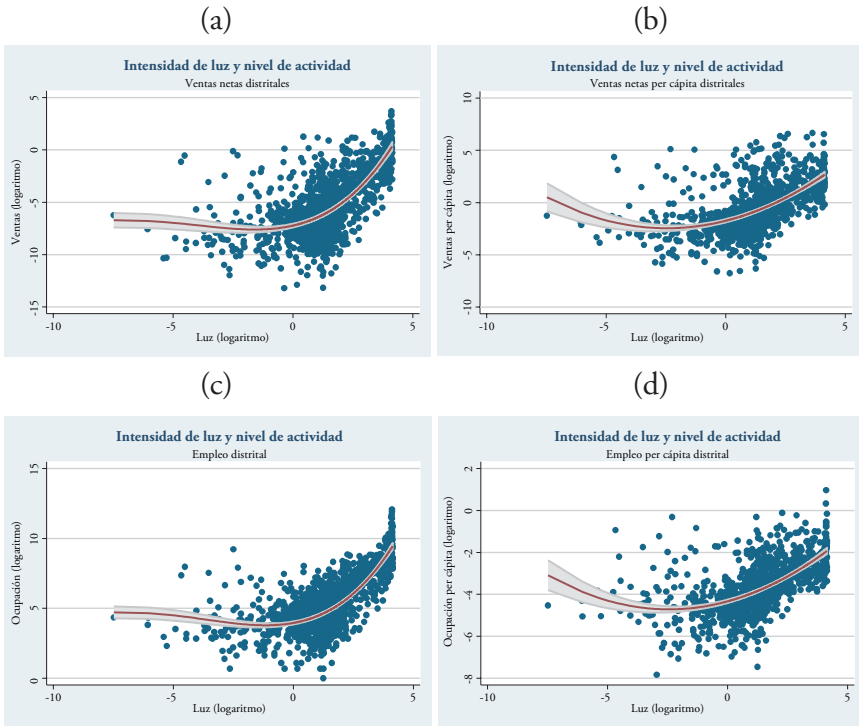 (a)
Intensidad de luz y nivel de actividad
Ventas netas distritales
Ventas (logaritmo)
5
0
-5
-10
-15
-10
-5
0
5
Luz (logaritmo)
(b)
Intensidad de luz y nivel de actividad
Ventas netas per cápita distritales
Ventas per cápita (logaritmo)
10
5
0
-5
-10
-10
-5
0
5
Luz (logaritmo)
(c)
Intensidad de luz y nivel de actividad
Empleo distrital
Ocupación (logaritmo)
15
10
5
0
-10
-5
0
5
Luz (logaritmo)
(d)
Intensidad de luz y nivel de actividad
Empleo per cápita distrital
Ocupación per cápita (logaritmo)
2
0
-2
-4
-6
-8
-10
-5
0
5
Luz (logaritmo)